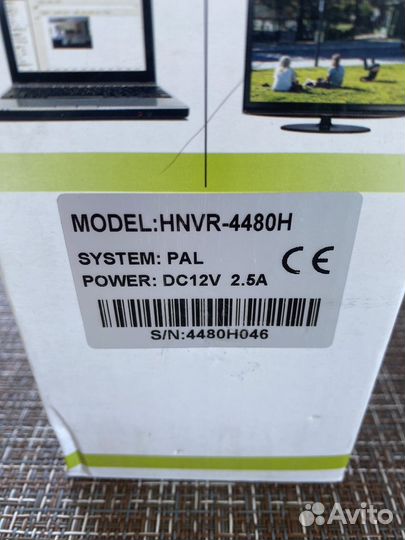 MODEL:HNVR-4480H
SYSTEM: PAL
POWER: DC12V 2.5A
CE
S/N:4480H046
Avito